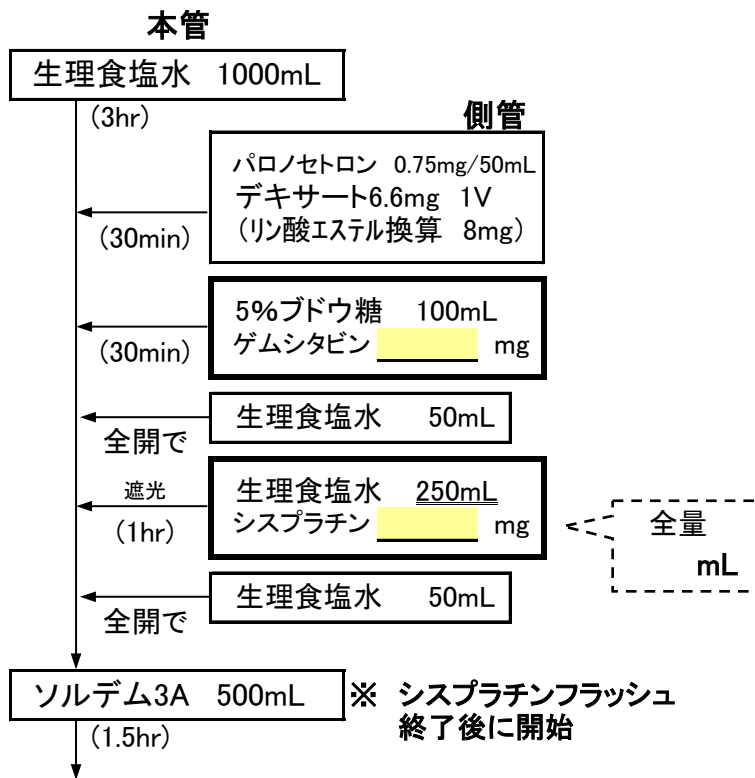 本管
生理食塩水 1000mL
(3hr)
側管
パロノセトロン 0.75mg/50mL
デキサート6.6mg 1V
(リン酸エステル換算 8mg)
(30min)
5%ブドウ糖 100mL
ゲムシタビン mg
(30min)
生理食塩水 50mL
全開で
生理食塩水 250mL
シスプラチン mg
遮光
(1hr)
全量
mL
生理食塩水 50mL
全開で
ソルデム3A 500mL
※ シスプラチンフラッシュ
終了後に開始
(1.5hr)